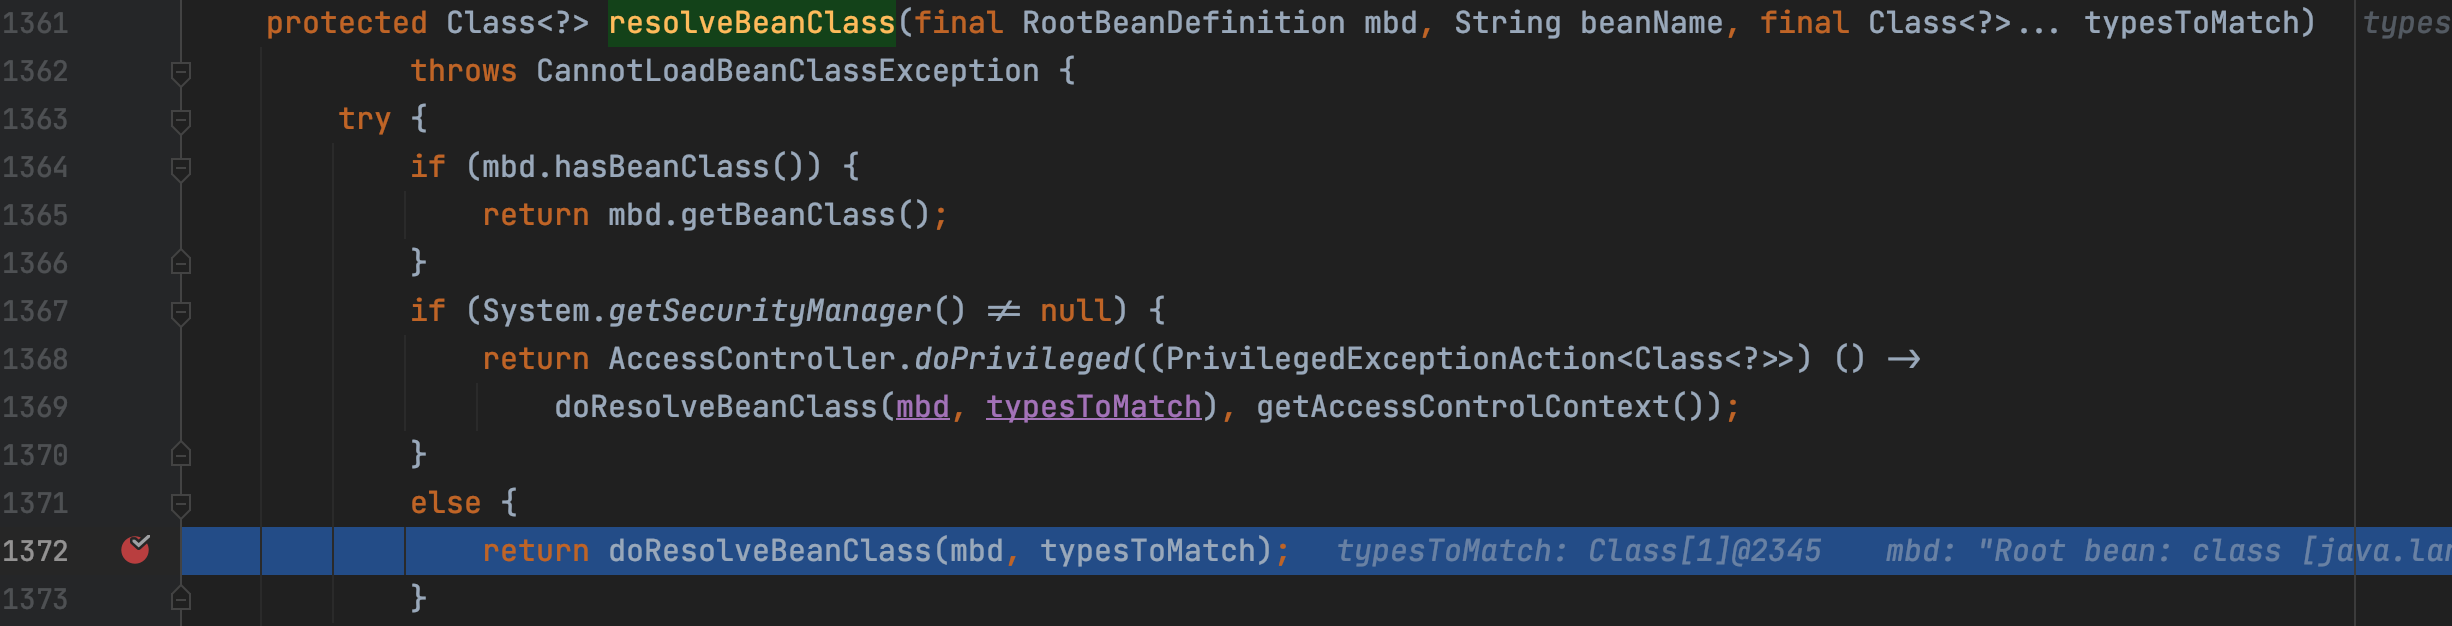 1361 protected Class<?> resolveBeanClass(final RootBeanDefinition mbd, String beanName, final Class<?>... typesToMatch) types
1362 throws CannotLoadBeanClassException {
1363 try {
1364 if (mbd.hasBeanClass()) {
1365 return mbd.getBeanClass();
1366 }
1367 if (System.getSecurityManager() ≠ null) {
1368 return AccessController.doPrivileged((PrivilegedExceptionAction<Class<?>>) () →
1369 doResolveBeanClass(mbd, typesToMatch), getAccessControlContext());
1370 }
1371 else {
1372 return doResolveBeanClass(mbd, typesToMatch); typesToMatch: Class[1]@2345 mbd: "Root bean: class [java.lan
1373 }